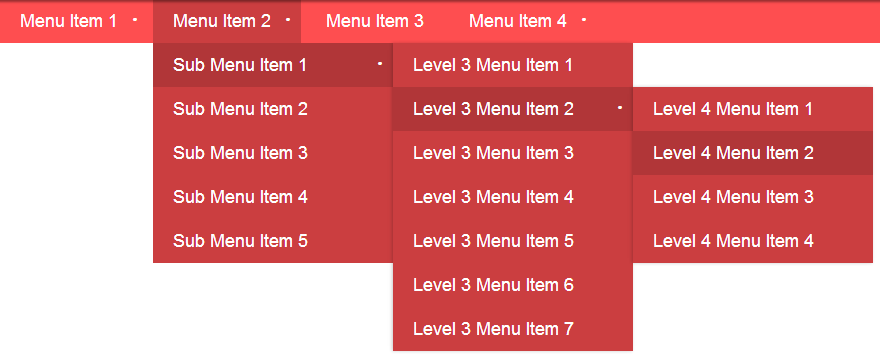 Menu Item 1
Menu Item 2
Menu Item 3
Menu Item 4
Sub Menu Item 1
Sub Menu Item 2
Sub Menu Item 3
Sub Menu Item 4
Sub Menu Item 5
Level 3 Menu Item 1
Level 3 Menu Item 2
Level 3 Menu Item 3
Level 3 Menu Item 4
Level 3 Menu Item 5
Level 3 Menu Item 6
Level 3 Menu Item 7
Level 4 Menu Item 1
Level 4 Menu Item 2
Level 4 Menu Item 3
Level 4 Menu Item 4